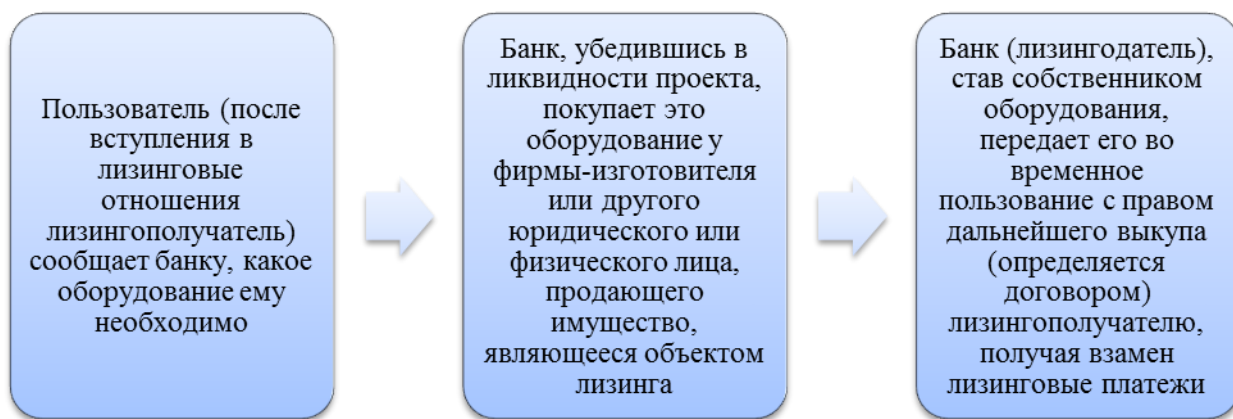 Пользователь (после
вступления в
лизинговые
отношения
лизингополучатель)
сообщает банку, какое
оборудование ему
необходимо
Банк, убедившись в
ликвидности проекта,
покупает это
оборудование у
фирмы-изготовителя
или другого
юридического или
физического лица,
продающего
имущество,
являющееся объектом
лизинга
Банк (лизингодатель),
став собственником
оборудования,
передает его во
временное
пользование с правом
дальнейшего выкупа
(определяется
договором)
лизингополучателю,
получая взамен
лизинговые платежи